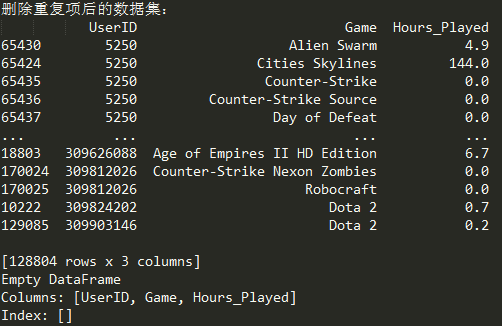 删除重复项后的数据集：
UserID Game Hours_Played
65430 5250 Alien Swarm 4.9
65424 5250 Cities Skylines 144.0
65435 5250 Counter-Strike 0.0
65436 5250 Counter-Strike Source 0.0
65437 5250 Day of Defeat 0.0
... ... ... ...
18803 309626088 Age of Empires II HD Edition 6.7
170024 309812026 Counter-Strike Nexon Zombies 0.0
170025 309812026 Robocraft 0.0
10222 309824202 Dota 2 0.7
129085 309903146 Dota 2 0.2
[128804 rows x 3 columns]
Empty DataFrame
Columns: [UserID, Game, Hours_Played]
Index: []